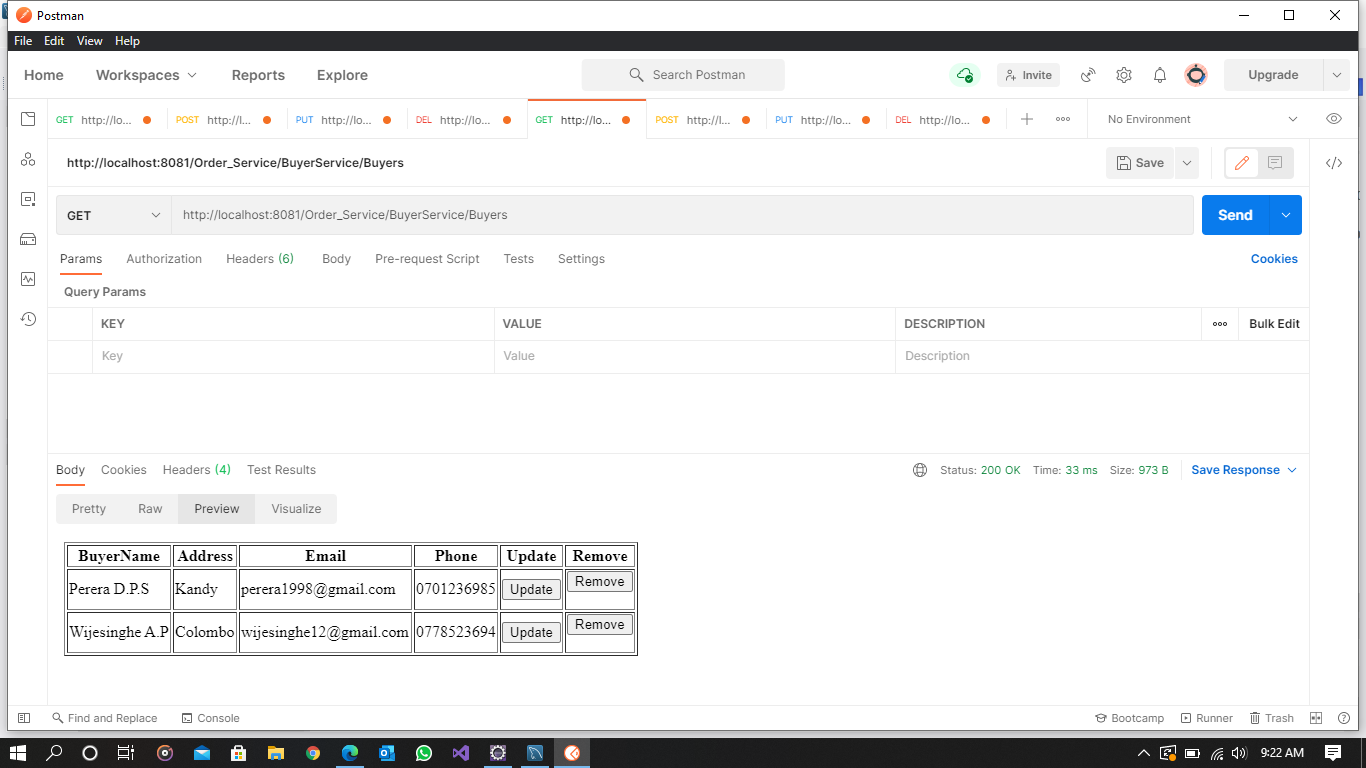 Postman
File Edit View Help
Home Workspaces Reports Explore Search Postman Invite Upgrade
GET http://lo... POST http://l... PUT http://lo... DEL http://lo... GET http://lo... POST http://l... PUT http://lo... DEL http://lo... No Environment
http://localhost:8081/Order_Service/BuyerService/Buyers Save
GET http://localhost:8081/Order_Service/BuyerService/Buyers Send
Params Authorization Headers (6) Body Pre-request Script Tests Settings Cookies
Query Params
KEY VALUE DESCRIPTION Bulk Edit
Key Value Description
Body Cookies Headers (4) Test Results Status: 200 OK Time: 33 ms Size: 973 B Save Response
Pretty Raw Preview Visualize
BuyerName Address Email Phone Update Remove
Perera D.P.S Kandy perera1998@gmail.com 0701236985 Update Remove
Wijesinghe A.P Colombo wijesinghe12@gmail.com 0778523694 Update Remove
Find and Replace Console Bootcamp Runner Trash
9:22 AM